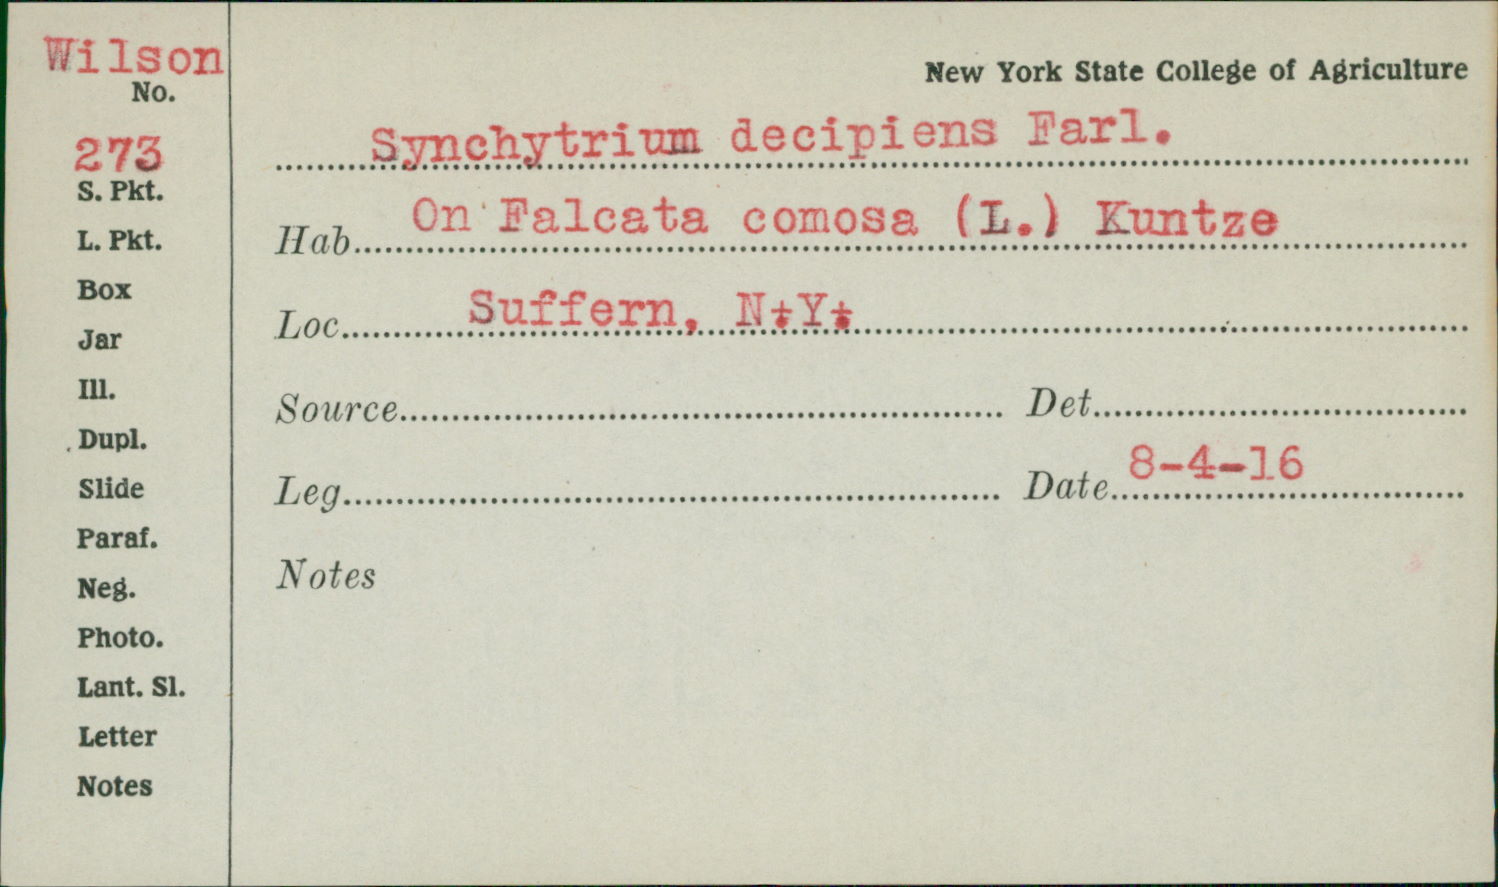 Wilson
No.
273
S. Pkt.
L. Pkt.
Box
Jar
Ill.
Dupl.
Slide
Paraf.
Neg.
Photo.
Lant. Sl.
Letter
Notes
New York State College of Agriculture
Synchytrium decipiens Farl.
Hab. On Falcata comosa (L.) Kuntze
Loc. Suffern, N.Y.
Source Det.
Leg. Date 8-4-16
Notes